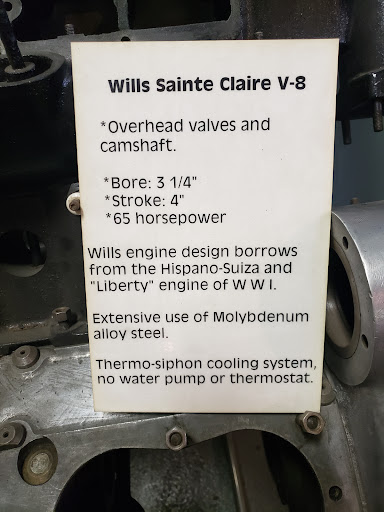 Wills Sainte Claire V-8
*Overhead valves and
camshaft.
*Bore: 3 1/4"
*Stroke: 4"
*65 horsepower
Wills engine design borrows
from the Hispano-Suiza and
"Liberty" engine of W W I.
Extensive use of Molybdenum
alloy steel.
Thermo-siphon cooling system,
no water pump or thermostat.